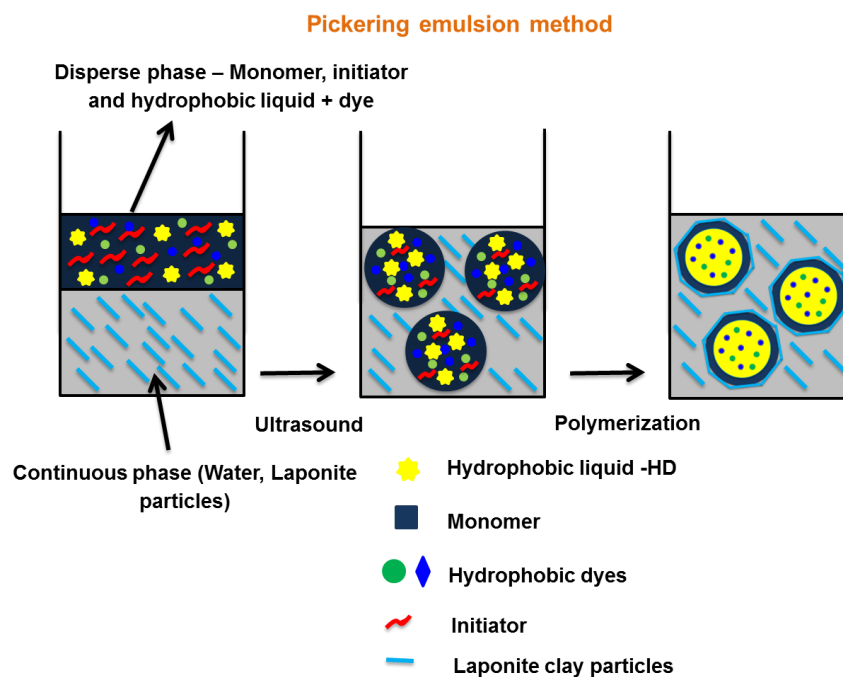 Pickering emulsion method
Disperse phase – Monomer, initiator
and hydrophobic liquid + dye
Ultrasound
Polymerization
Continuous phase (Water, Laponite
particles)
Hydrophobic liquid -HD
Monomer
Hydrophobic dyes
Initiator
Laponite clay particles